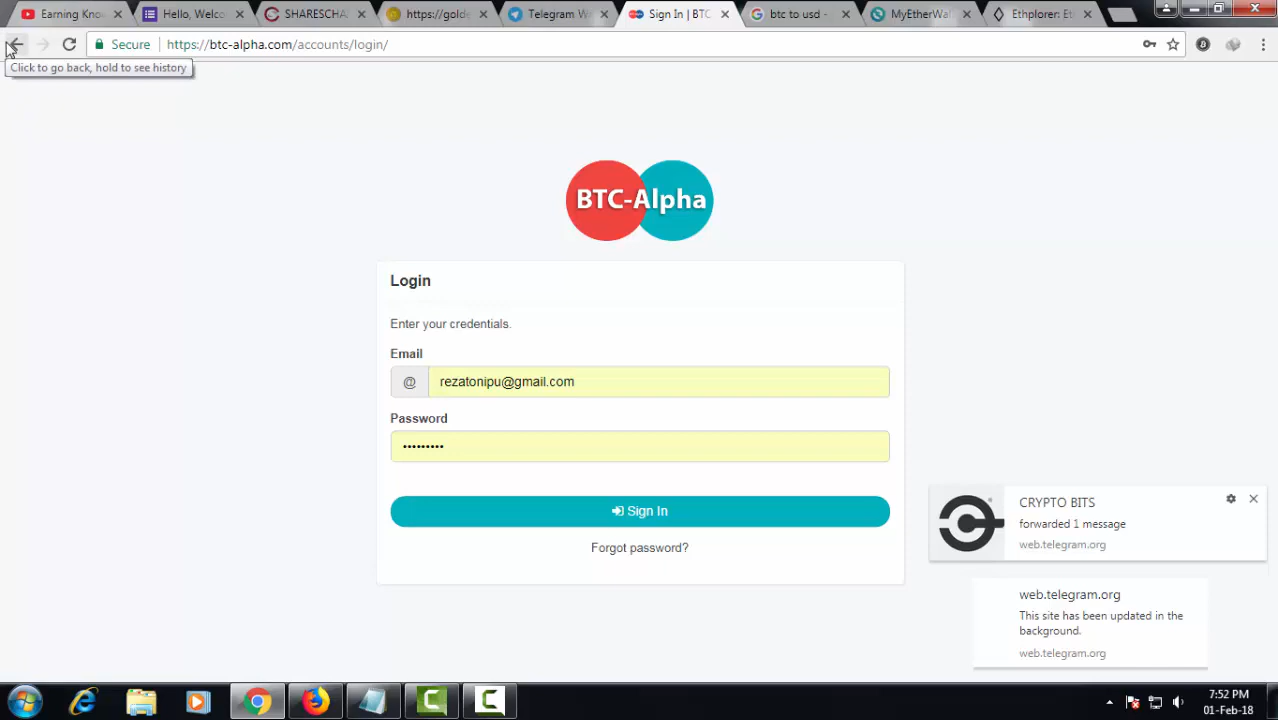 Earning Kno
Hello, Welco
SHARESCHA
https://gold
Telegram W
Sign In | BTC
btc to usd -
MyEtherWal
Ethplorer: Et
Secure
https://btc-alpha.com/accounts/login/
Click to go back, hold to see history
BTC-Alpha
Login
Enter your credentials.
Email
@
rezatonipu@gmail.com
Password
•••••••••
Sign In
Forgot password?
CRYPTO BITS
forwarded 1 message
web.telegram.org
web.telegram.org
This site has been updated in the
background.
web.telegram.org
7:52 PM
01-Feb-18